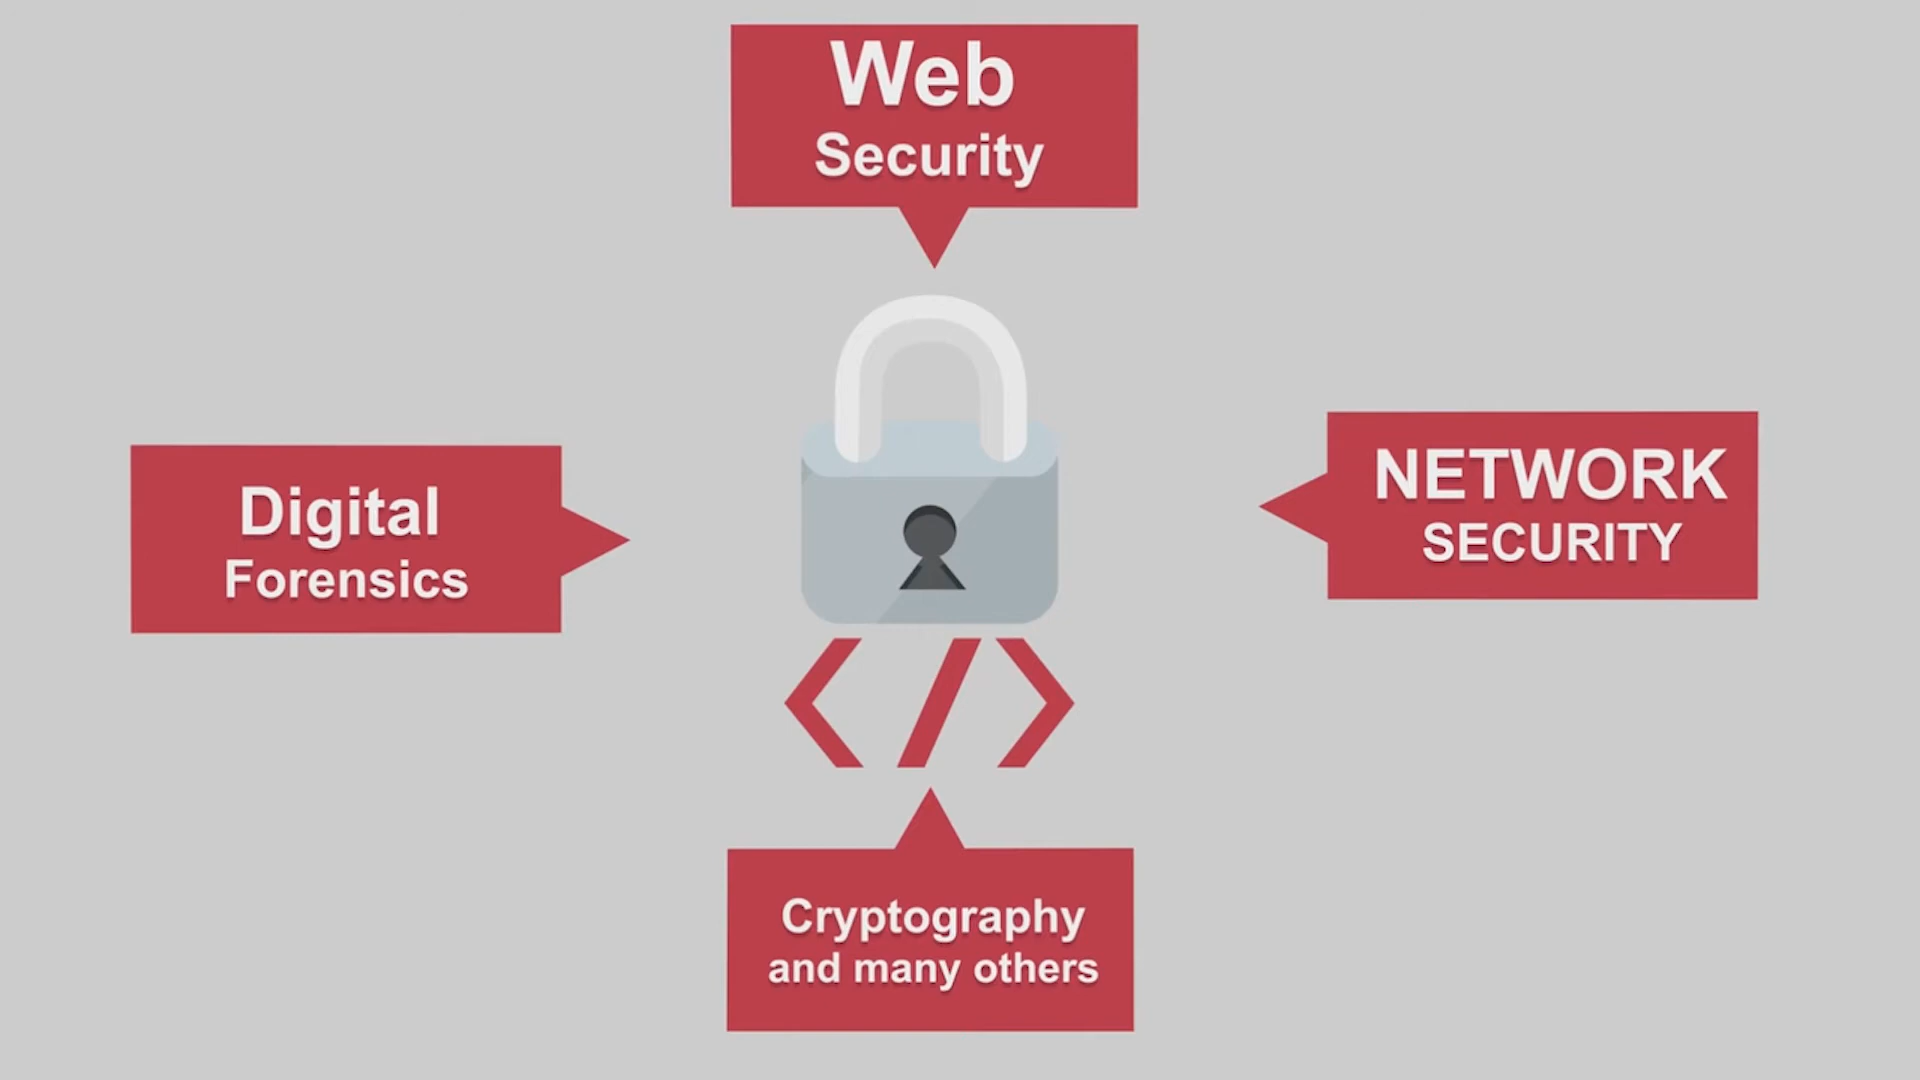 Web
Security
Digital
Forensics
NETWORK
SECURITY
</>
Cryptography
and many others